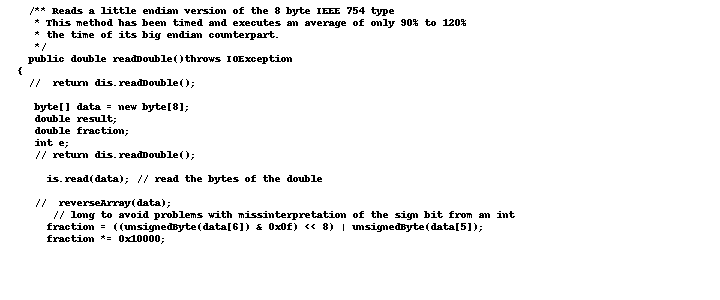 /** Reads a little endian version of the 8 byte IEEE 754 type
* This method has been timed and executes an average of only 90% to 120%
* the time of its big endian counterpart.
*/
public double readDouble()throws IOException
{
// return dis.readDouble();
byte[] data = new byte[8];
double result;
double fraction;
int e;
// return dis.readDouble();
is.read(data); // read the bytes of the double
// reverseArray(data);
// long to avoid problems with missinterpretation of the sign bit from an int
fraction = ((unsignedByte(data[6]) & 0x0f) << 8) | unsignedByte(data[5]);
fraction *= 0x10000;